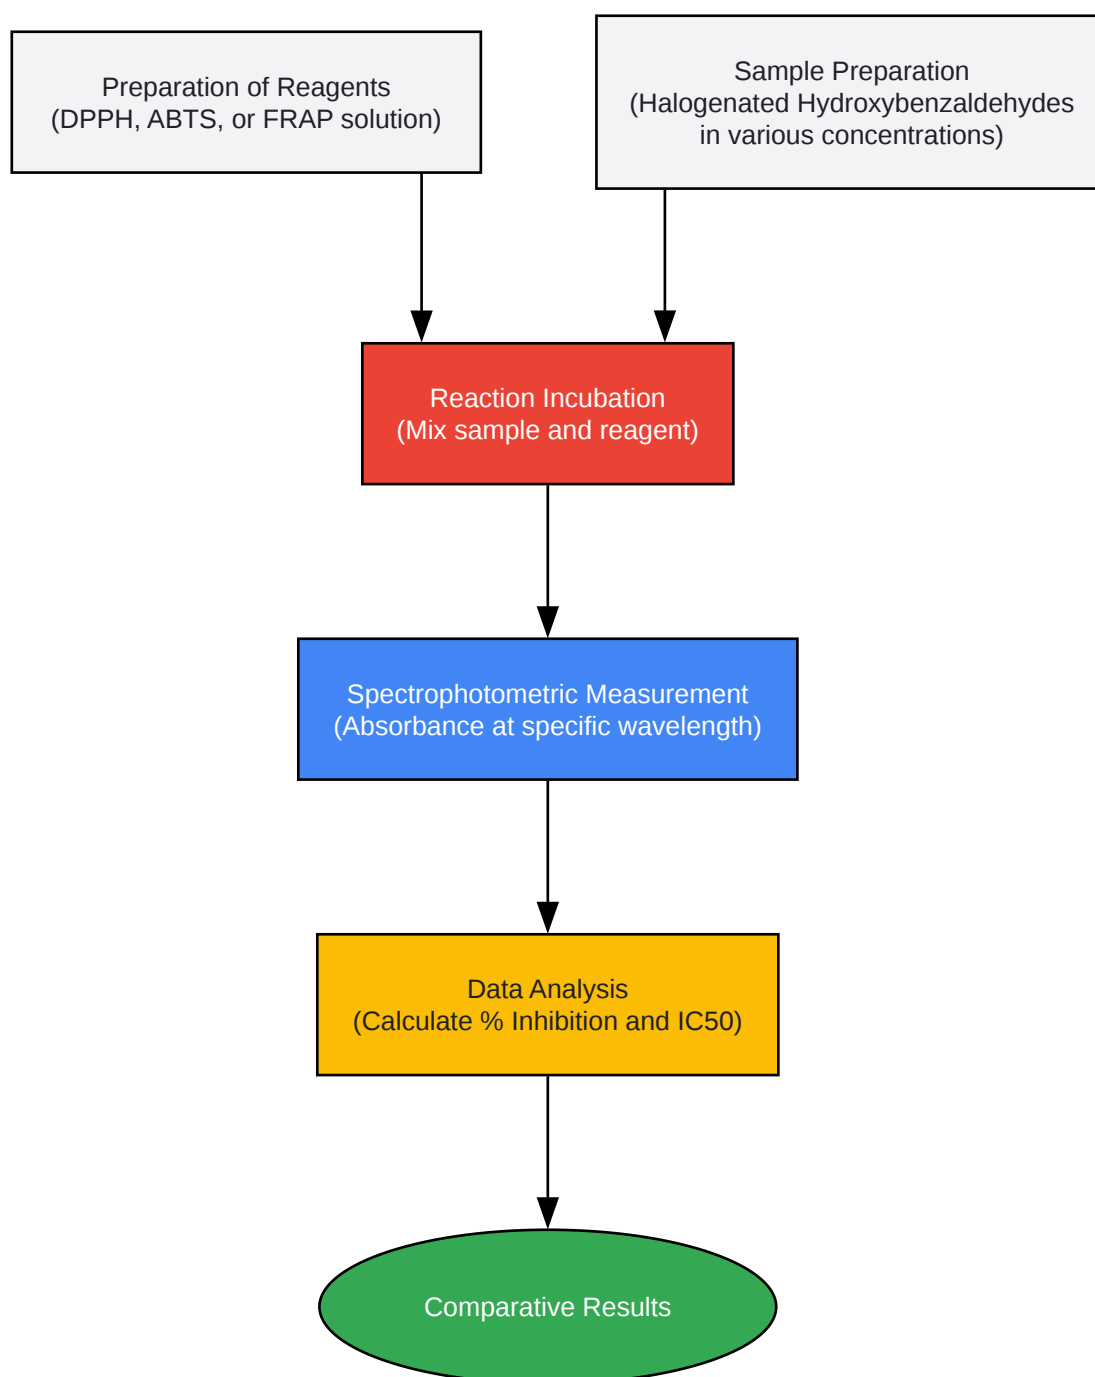 Preparation of Reagents
(DPPH, ABTS, or FRAP solution)
Sample Preparation
(Halogenated Hydroxybenzaldehydes
in various concentrations)
Reaction Incubation
(Mix sample and reagent)
Spectrophotometric Measurement
(Absorbance at specific wavelength)
Data Analysis
(Calculate % Inhibition and IC50)
Comparative Results